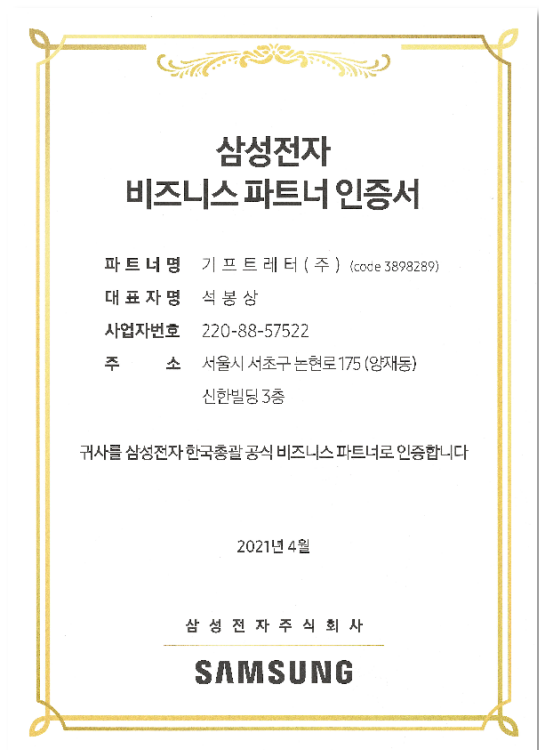 삼성전자
비즈니스 파트너 인증서
파 트 너 명 기 프 트 레 터 ( 주 ) (code 3898289)
대 표 자 명 석 봉 상
사업자번호 220-88-57522
주 소 서울시 서초구 논현로 175 (양재동)
신한빌딩 3층
귀사를 삼성전자 한국총괄 공식 비즈니스 파트너로 인증합니다
2021년 4월
삼 성 전 자 주 식 회 사
SAMSUNG